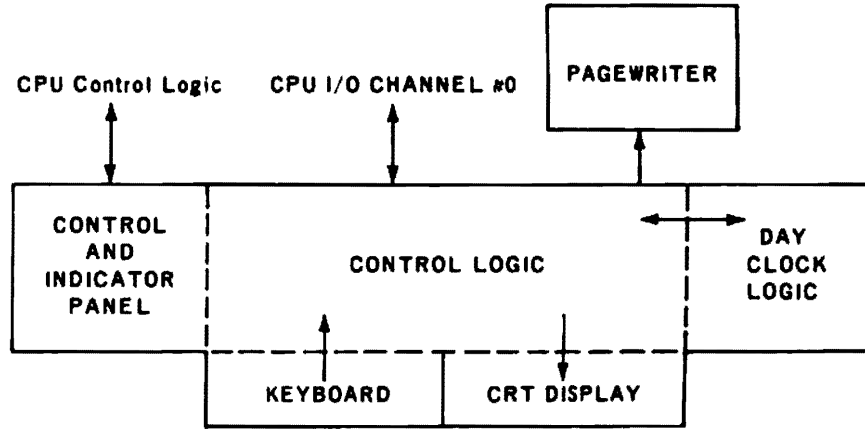 PAGEWRITER
CPU Control Logic
CPU I/O CHANNEL #0
CONTROL
AND
INDICATOR
PANEL
CONTROL LOGIC
DAY
CLOCK
LOGIC
KEYBOARD
CRT DISPLAY